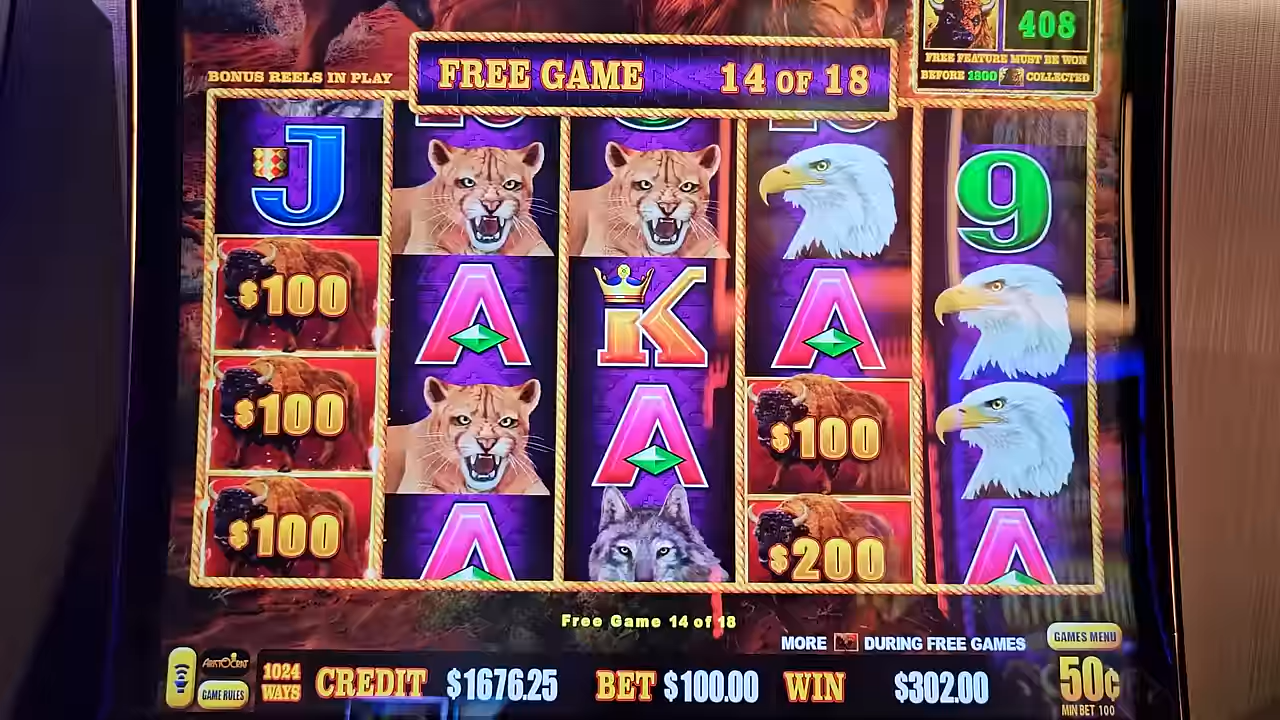 408
FREE FEATURE MUST BE WON
BEFORE 1800 COLLECTED
BONUS REELS IN PLAY
FREE GAME 14 OF 18
J
9
$100
A
K
A
$100
A
$100
$200
$100
A
A
Free Game 14 of 18
MORE DURING FREE GAMES
GAMES MENU
ARISTOCRAT
GAME RULES
1024
WAYS
CREDIT $1676.25
BET $100.00
WIN $302.00
50¢
MIN BET 100